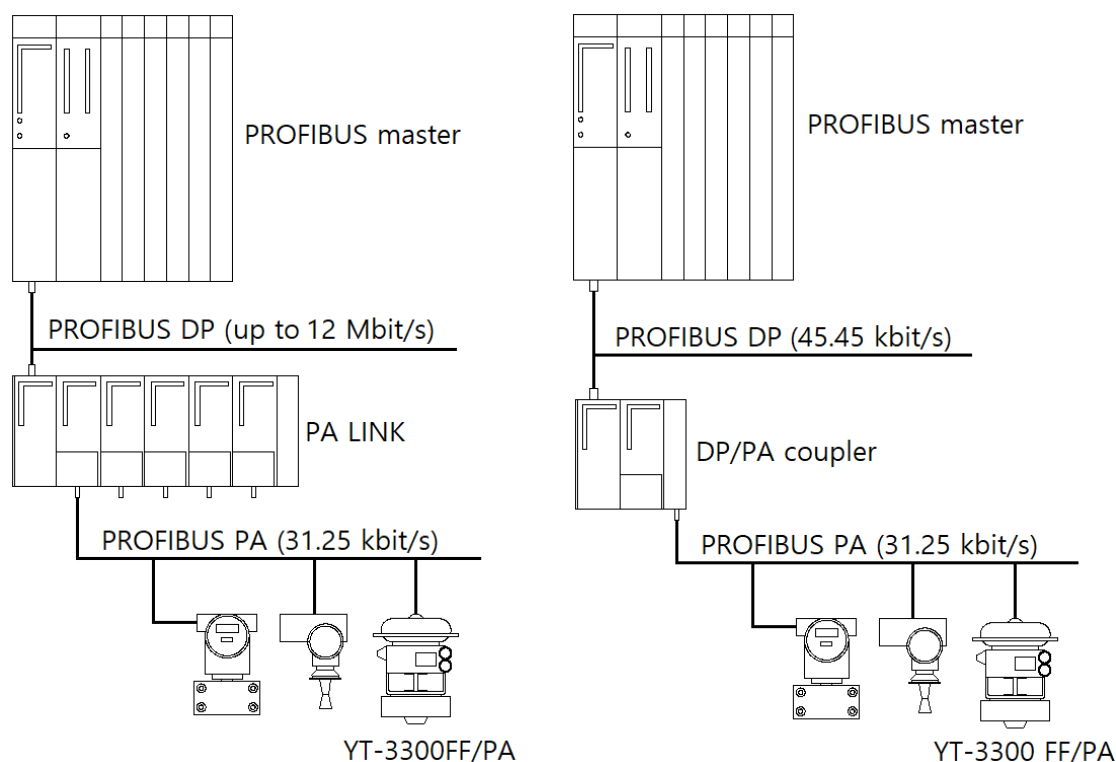 PROFIBUS master
PROFIBUS DP (up to 12 Mbit/s)
PA LINK
PROFIBUS PA (31.25 kbit/s)
YT-3300FF/PA
PROFIBUS master
PROFIBUS DP (45.45 kbit/s)
DP/PA coupler
PROFIBUS PA (31.25 kbit/s)
YT-3300 FF/PA